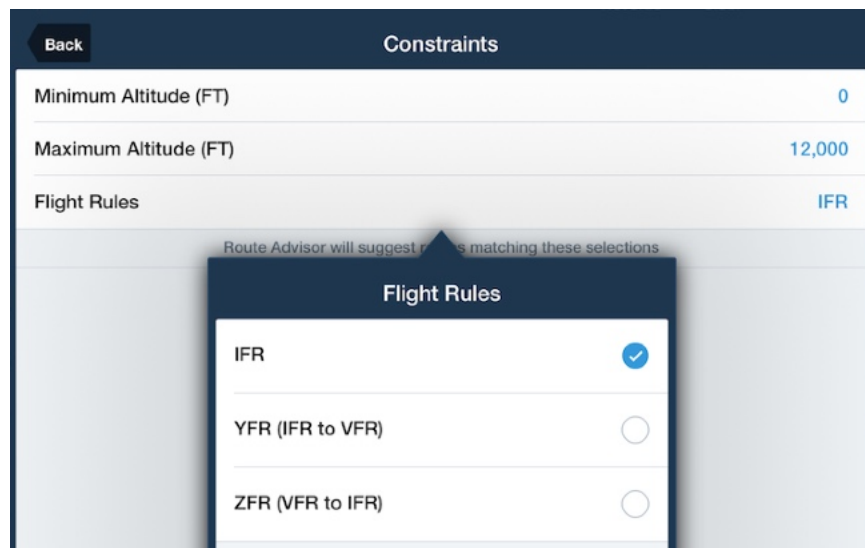 Back
Constraints
Minimum Altitude (FT) 0
Maximum Altitude (FT) 12,000
Flight Rules IFR
Route Advisor will suggest matching these selections
Flight Rules
IFR
YFR (IFR to VFR)
ZFR (VFR to IFR)